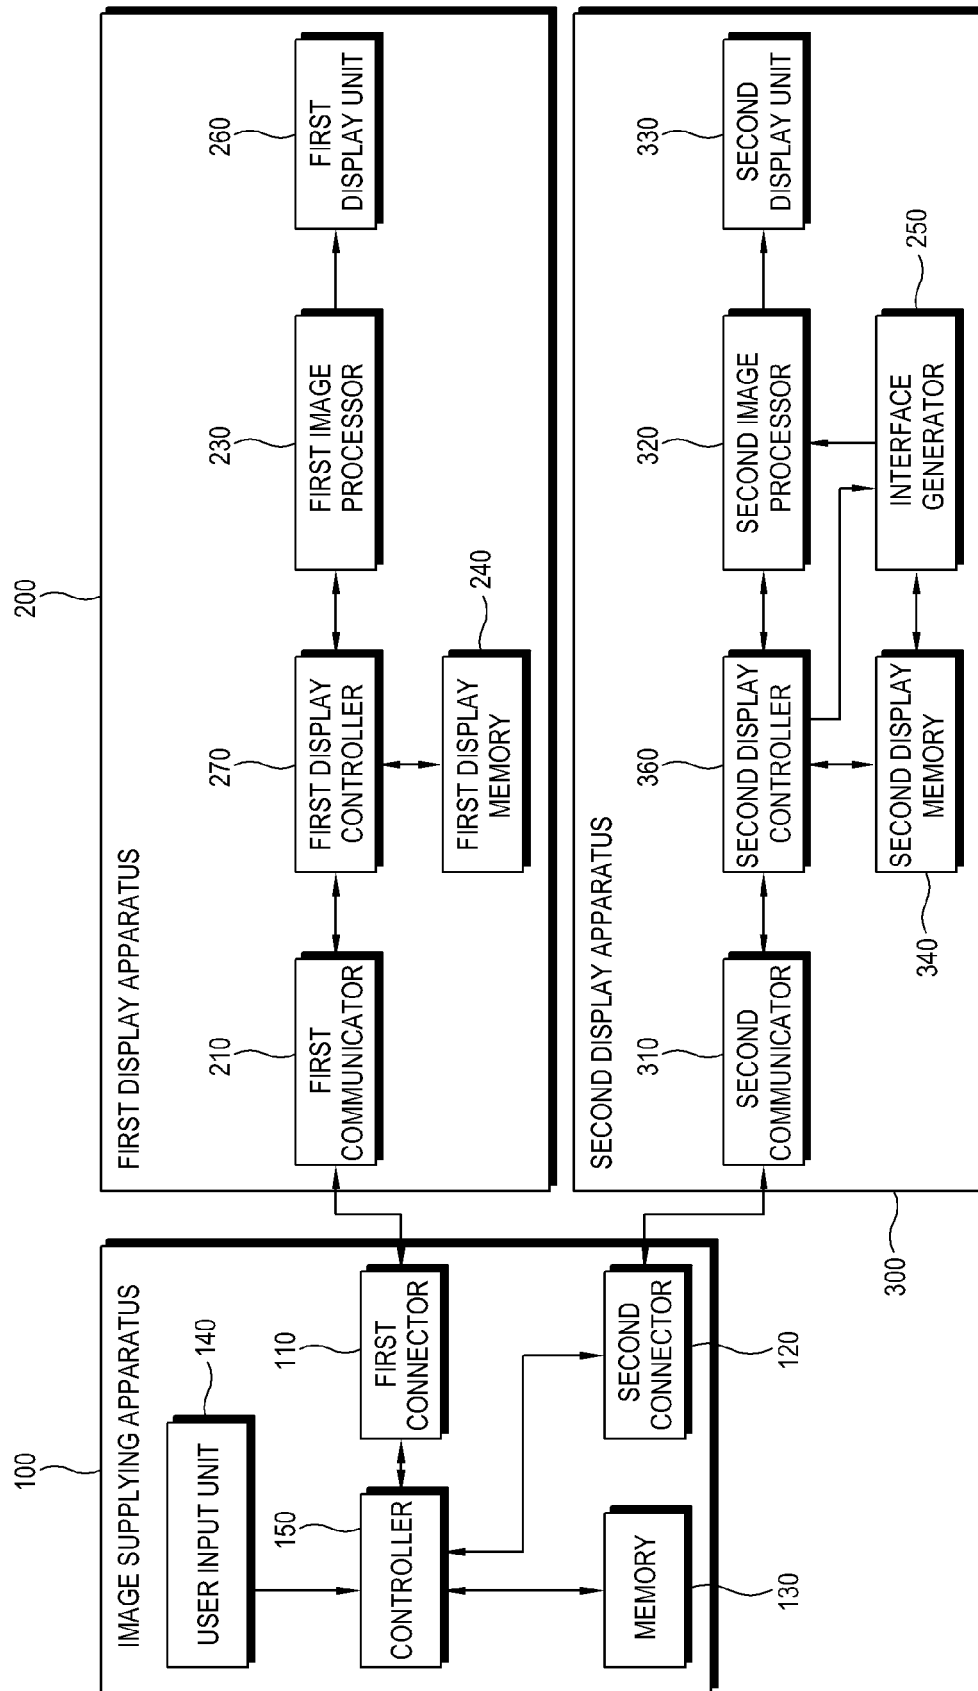 100
IMAGE SUPPLYING APPARATUS
140
USER INPUT UNIT
150
CONTROLLER
110
FIRST
CONNECTOR
MEMORY
130
SECOND
CONNECTOR
120
200
FIRST DISPLAY APPARATUS
210
FIRST
COMMUNICATOR
270
FIRST DISPLAY
CONTROLLER
230
FIRST IMAGE
PROCESSOR
260
FIRST
DISPLAY UNIT
FIRST DISPLAY
MEMORY
240
300
SECOND DISPLAY APPARATUS
310
SECOND
COMMUNICATOR
360
SECOND DISPLAY
CONTROLLER
320
SECOND IMAGE
PROCESSOR
330
SECOND
DISPLAY UNIT
SECOND DISPLAY
MEMORY
340
INTERFACE
GENERATOR
250